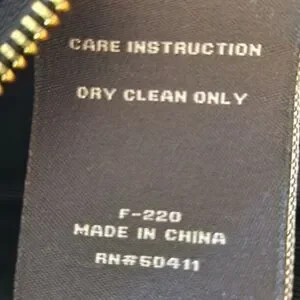 CARE INSTRUCTION
DRY CLEAN ONLY
F-220
MADE IN CHINA
RN#50411